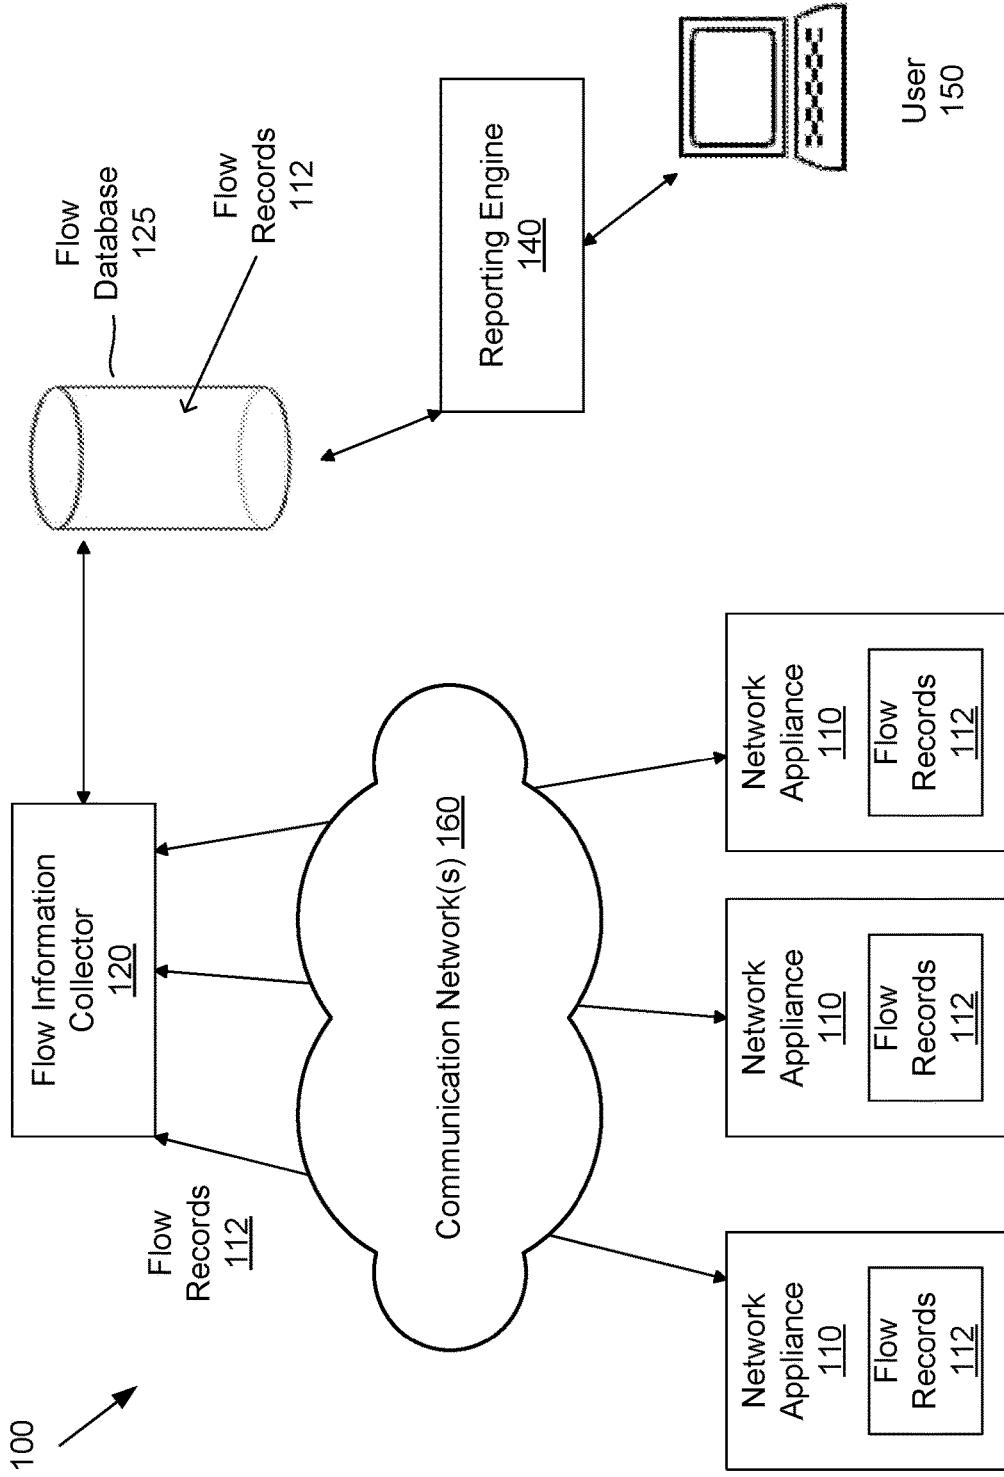 100
Flow
Records
112
Flow Information
Collector
120
Flow
Database
125
Flow
Records
112
Communication Network(s) 160
Reporting Engine
140
User
150
Network
Appliance
110
Flow
Records
112
Network
Appliance
110
Flow
Records
112
Network
Appliance
110
Flow
Records
112